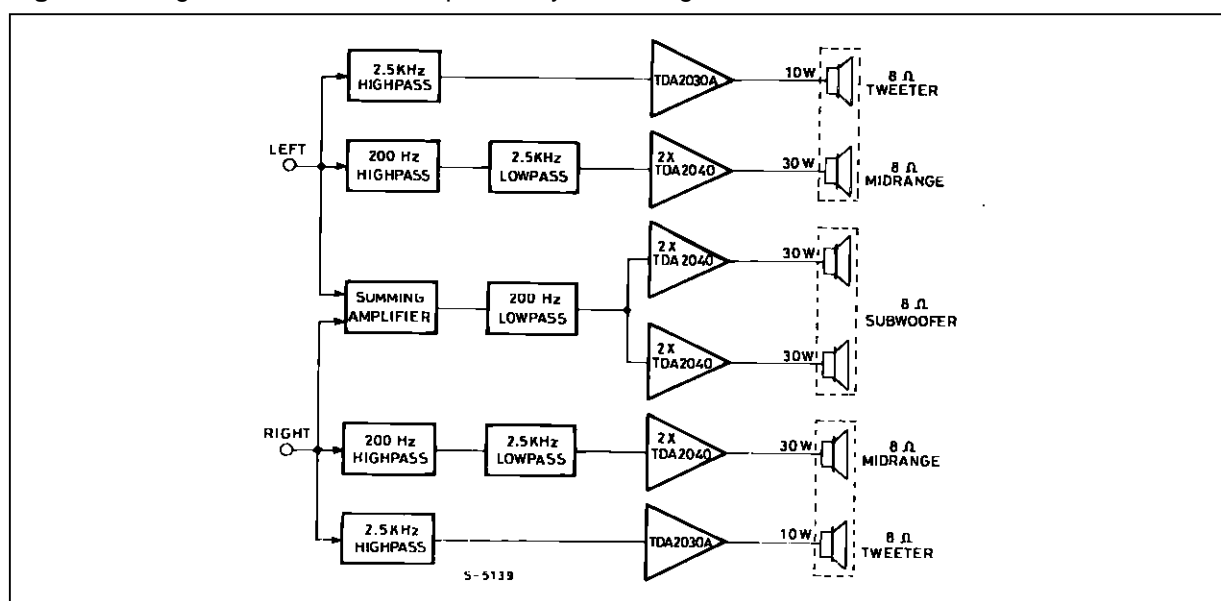 2.5KHz
HIGHPASS
TDA2030A
10W
8 Ω
TWEETER
LEFT
200 Hz
HIGHPASS
2.5KHz
LOWPASS
2X
TDA2040
30W
8 Ω
MIDRANGE
2X
TDA2040
30W
SUMMING
AMPLIFIER
200 Hz
LOWPASS
8 Ω
SUBWOOFER
2X
TDA2040
30W
RIGHT
200 Hz
HIGHPASS
2.5KHz
LOWPASS
2X
TDA2040
30W
8 Ω
MIDRANGE
2.5KHz
HIGHPASS
TDA2030A
10W
8 Ω
TWEETER
S-5139